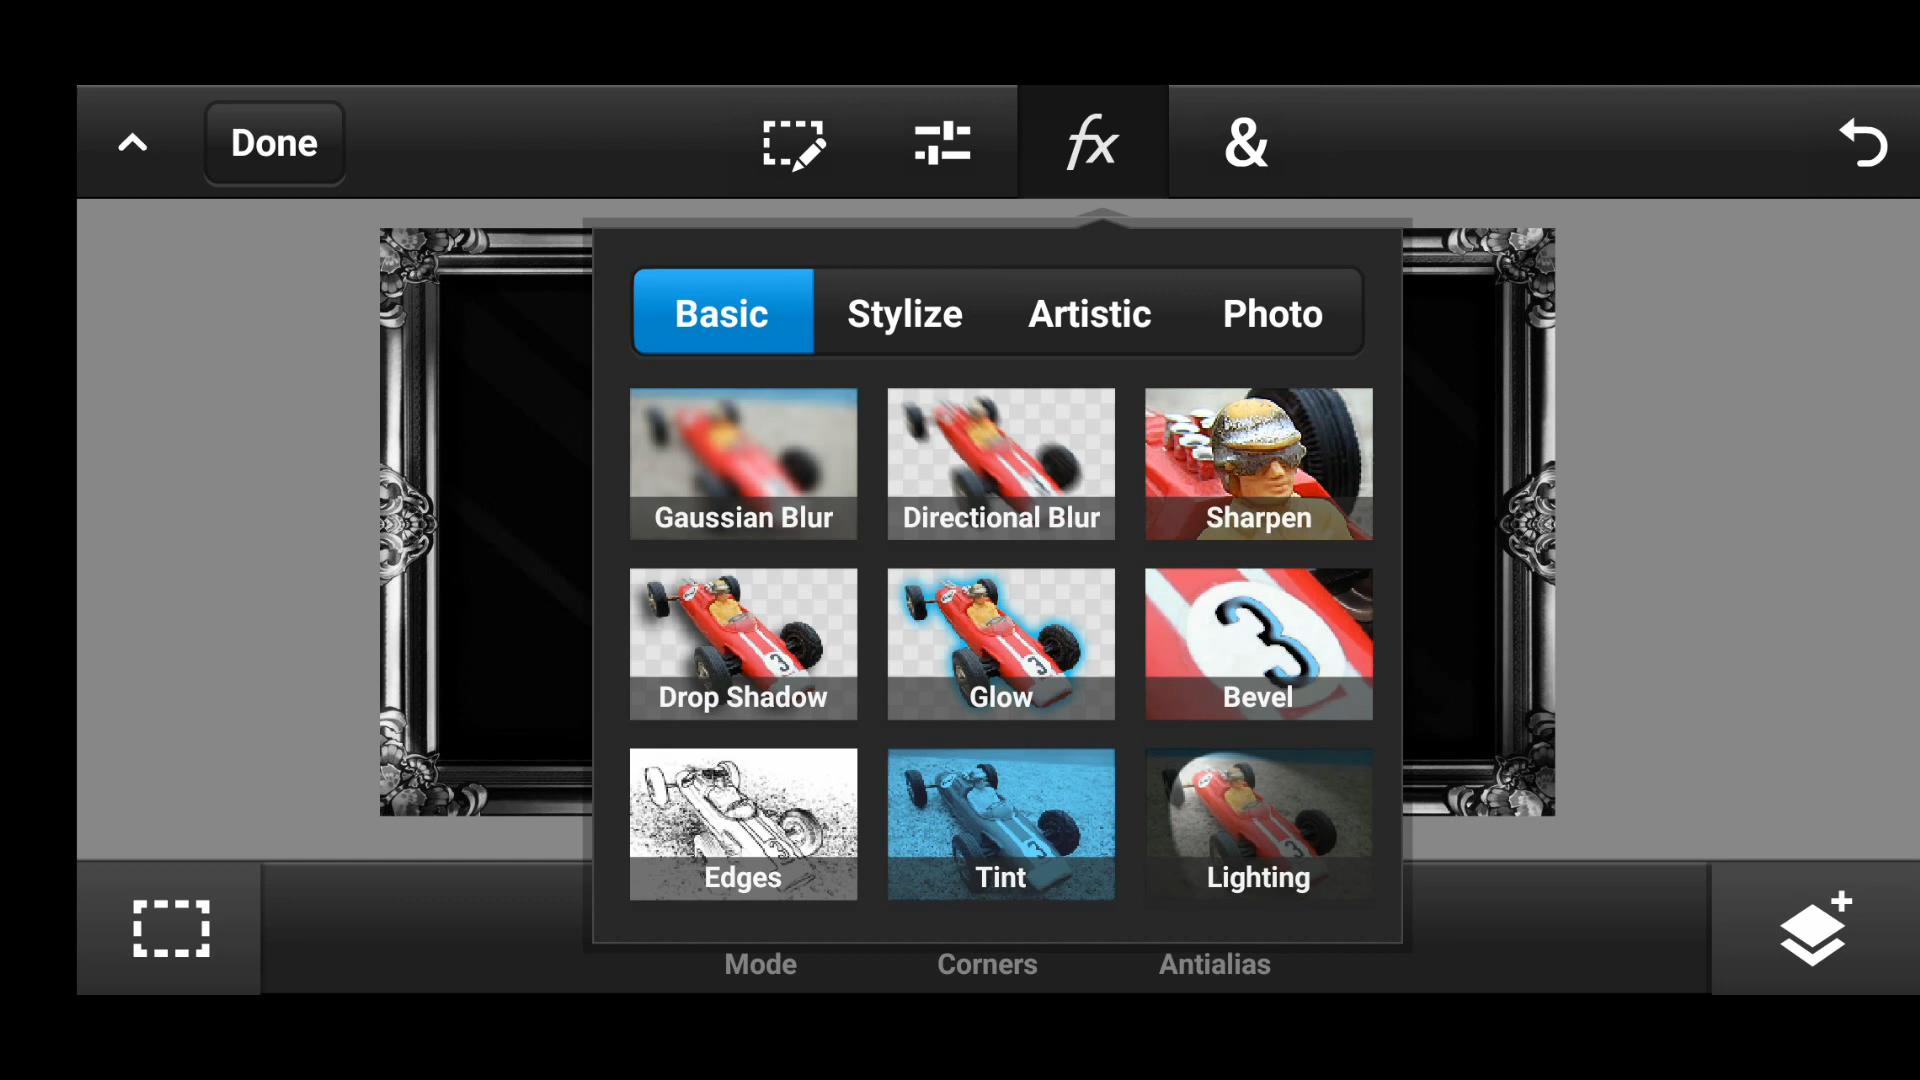 Done
fx
&
Basic Stylize Artistic Photo
Gaussian Blur Directional Blur Sharpen
Drop Shadow Glow Bevel
Edges Tint Lighting
Mode Corners Antialias